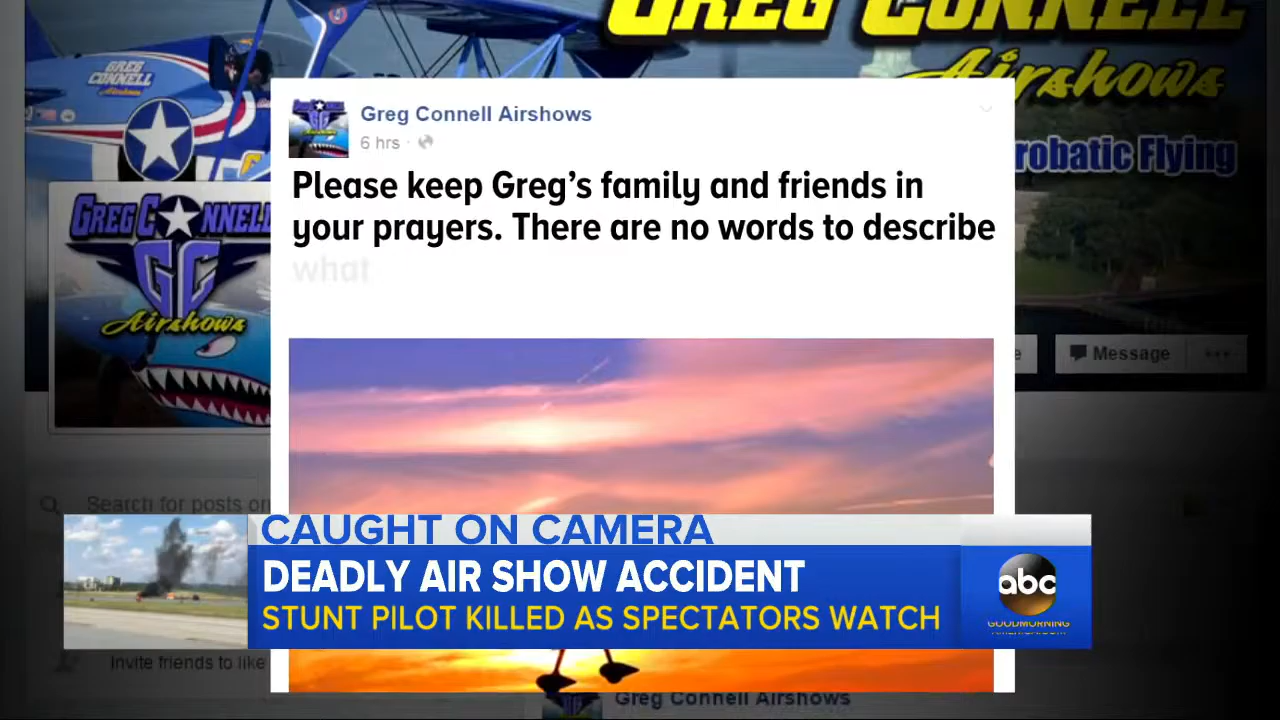 GREG CONNELL
Airshows
robatic Flying
GREG
CONNELL
Airshows
GREG CONNELL
GC
Airshows
Greg Connell Airshows
6 hrs
Please keep Greg's family and friends in
your prayers. There are no words to describe
what
Message
Search for posts on
CAUGHT ON CAMERA
DEADLY AIR SHOW ACCIDENT
STUNT PILOT KILLED AS SPECTATORS WATCH
abc
GOODMORNING
Invite friends to like
Greg Connell Airshows